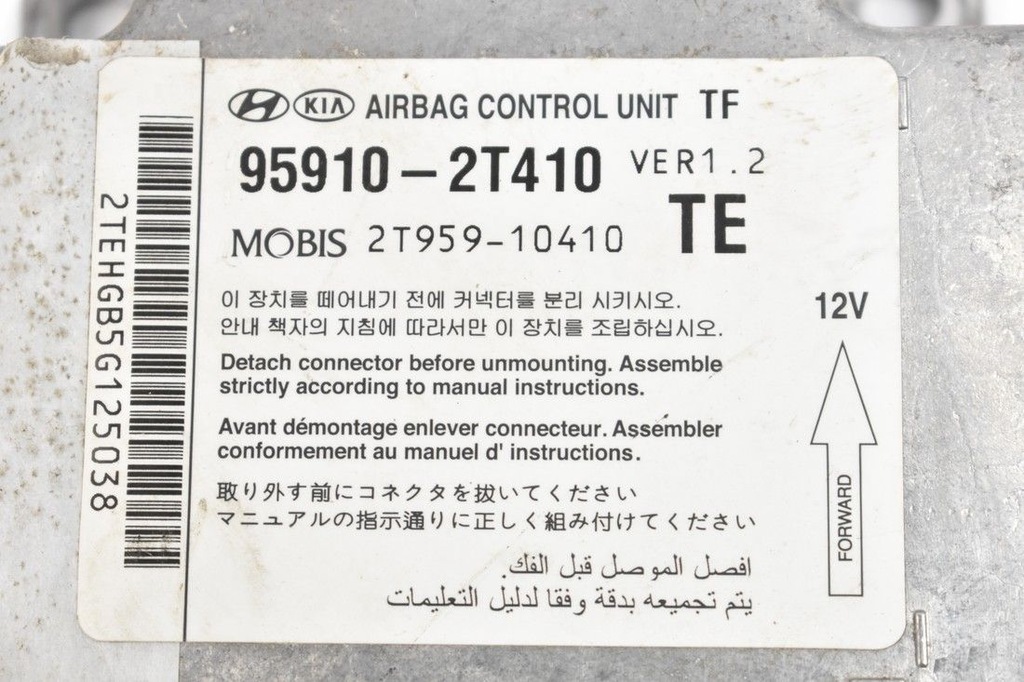 KIA AIRBAG CONTROL UNIT TF
95910-2T410 VER1.2
MOBIS 2T959-10410 TE
이 장치를 떼어내기 전에 커넥터를 분리 시키시오.
안내 책자의 지침에 따라서만 이 장치를 조립하십시오.
12V
Detach connector before unmounting. Assemble
strictly according to manual instructions.
Avant démontage enlever connecteur. Assembler
conformement au manuel d' instructions.
取り外す前にコネクタを抜いてください
マニュアルの指示通りに正しく組み付けてください
افصل الموصل قبل الفك.
يتم تجميعه بدقة وفقا لدليل التعليمات
FORWARD
2TEHGB5G125038